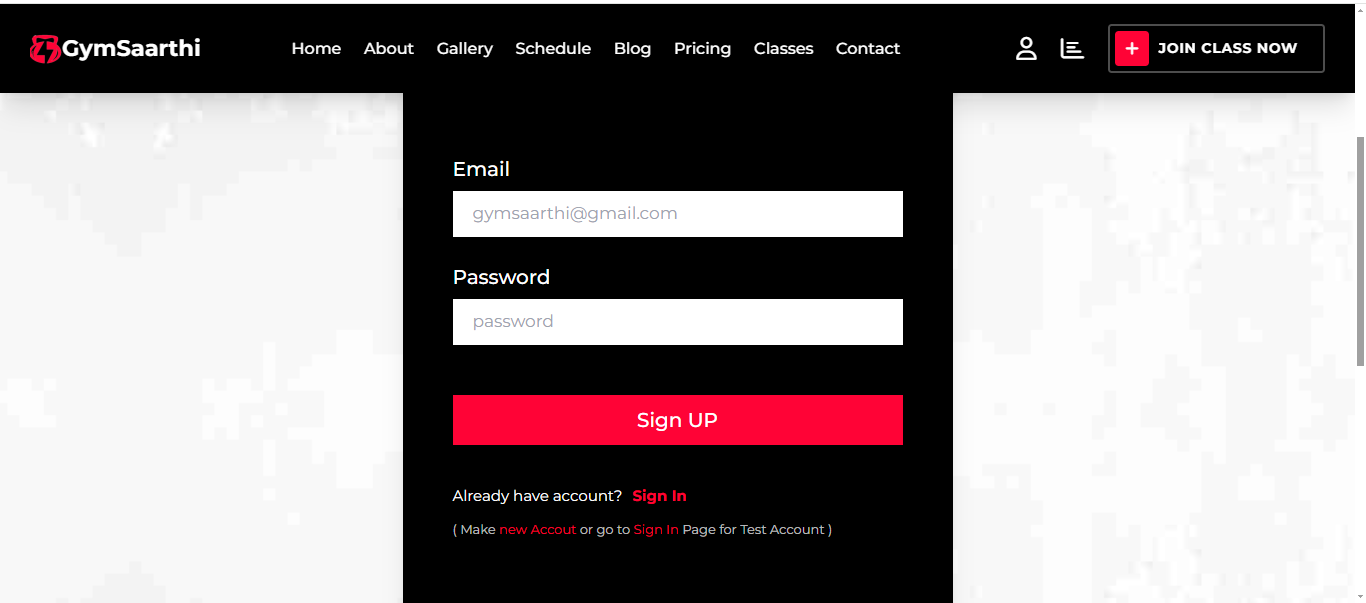 GymSaarthi Home About Gallery Schedule Blog Pricing Classes Contact + JOIN CLASS NOW
Email
gymsaarthi@gmail.com
Password
password
Sign UP
Already have account? Sign In
( Make new Accout or go to Sign In Page for Test Account )